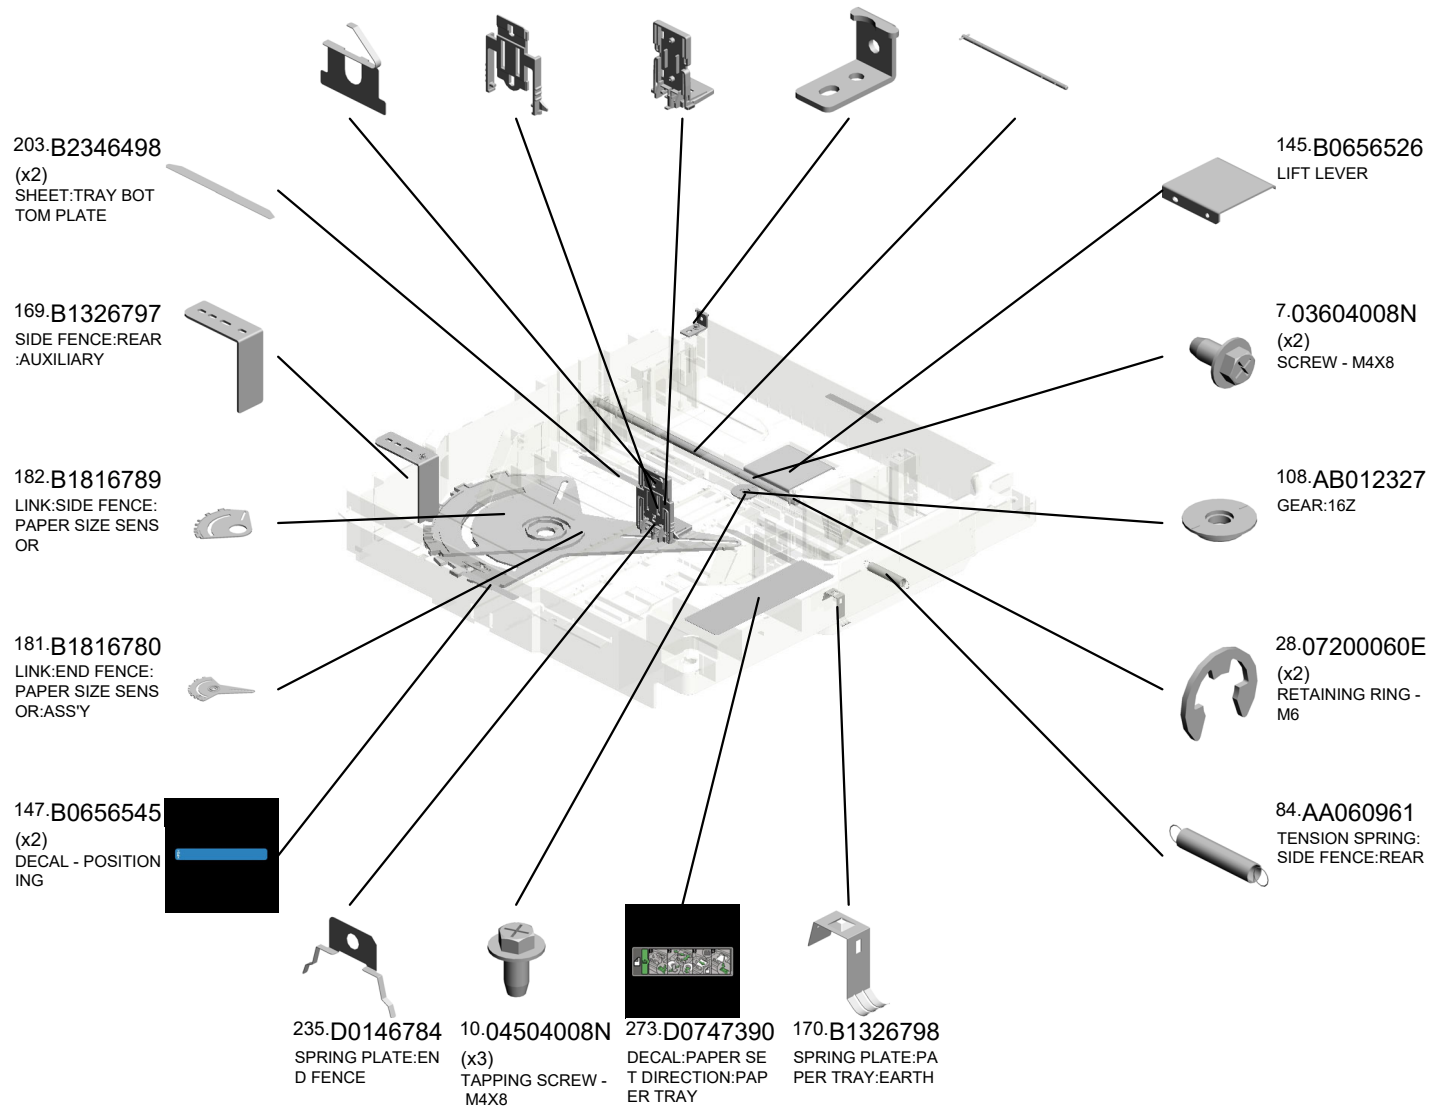 203.B2346498
(x2)
SHEET:TRAY BOT
TOM PLATE
169.B1326797
SIDE FENCE:REAR
:AUXILIARY
182.B1816789
LINK:SIDE FENCE:
PAPER SIZE SENS
OR
181.B1816780
LINK:END FENCE:
PAPER SIZE SENS
OR:ASS'Y
147.B0656545
(x2)
DECAL - POSITION
ING
145.B0656526
LIFT LEVER
7.03604008N
(x2)
SCREW - M4X8
108.AB012327
GEAR:16Z
28.07200060E
(x2)
RETAINING RING -
M6
84.AA060961
TENSION SPRING:
SIDE FENCE:REAR
235.D0146784
SPRING PLATE:EN
D FENCE
10.04504008N
(x3)
TAPPING SCREW -
M4X8
273.D0747390
DECAL:PAPER SE
T DIRECTION:PAP
ER TRAY
170.B1326798
SPRING PLATE:PA
PER TRAY:EARTH